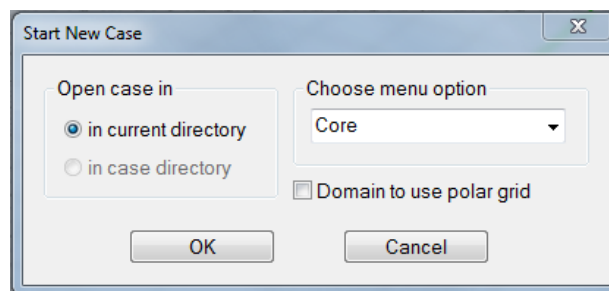 Start New Case
Open case in
in current directory
in case directory
Choose menu option
Core
Domain to use polar grid
OK
Cancel